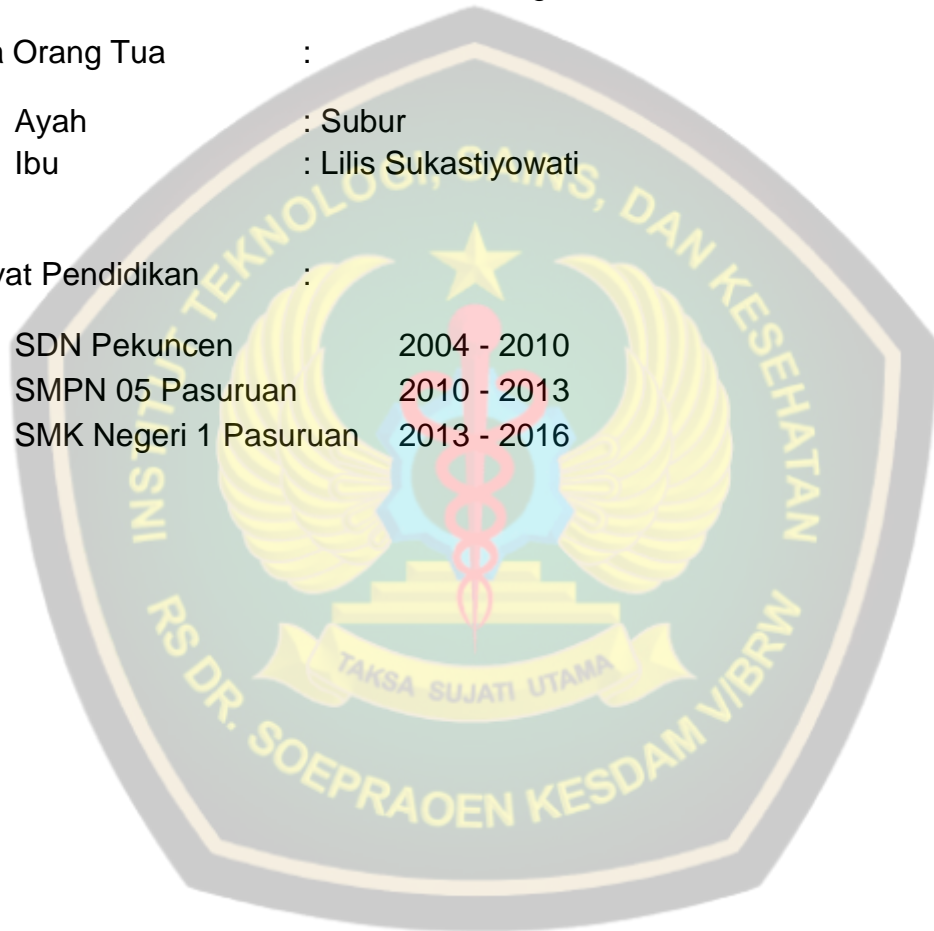 a Orang Tua :
Ayah : Subur
Ibu : Lilis Sukastiyowati
yat Pendidikan :
SDN Pekuncen 2004 - 2010
SMPN 05 Pasuruan 2010 - 2013
SMK Negeri 1 Pasuruan 2013 - 2016
INSTITUT TEKNOLOGI, SAINS, DAN KESEHATAN
TAKSA SUJATI UTAMA
RS DR. SOEPRAOEN KESDAM V/BRW